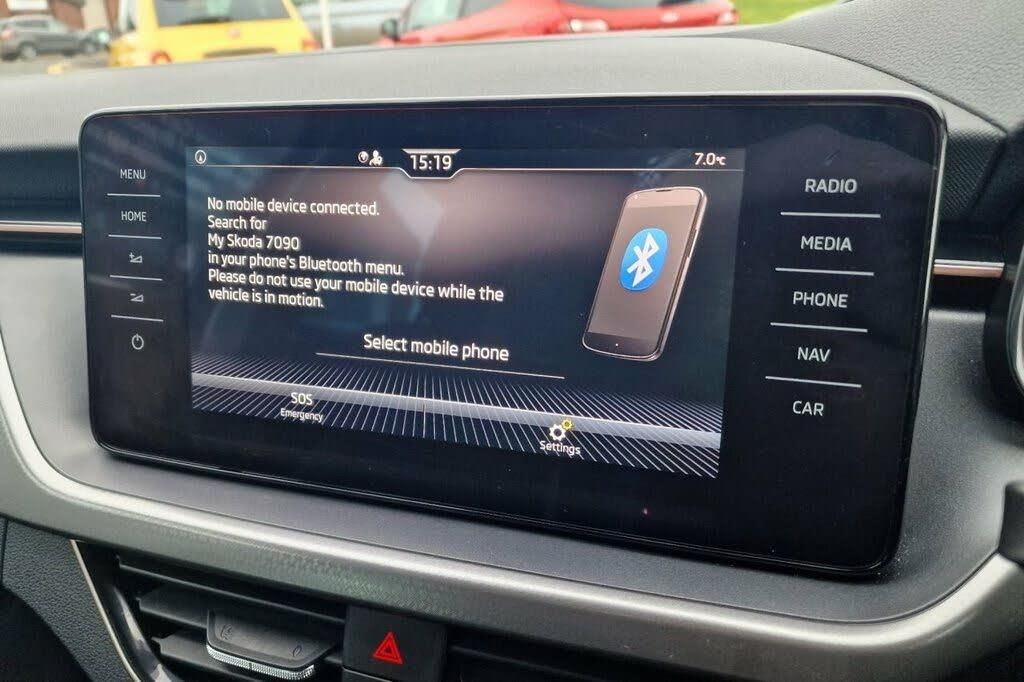 15:19
7.0°C
MENU
HOME
No mobile device connected.
Search for
My Skoda 7090
in your phone's Bluetooth menu.
Please do not use your mobile device while the
vehicle is in motion.
Select mobile phone
SOS
Emergency
Settings
RADIO
MEDIA
PHONE
NAV
CAR